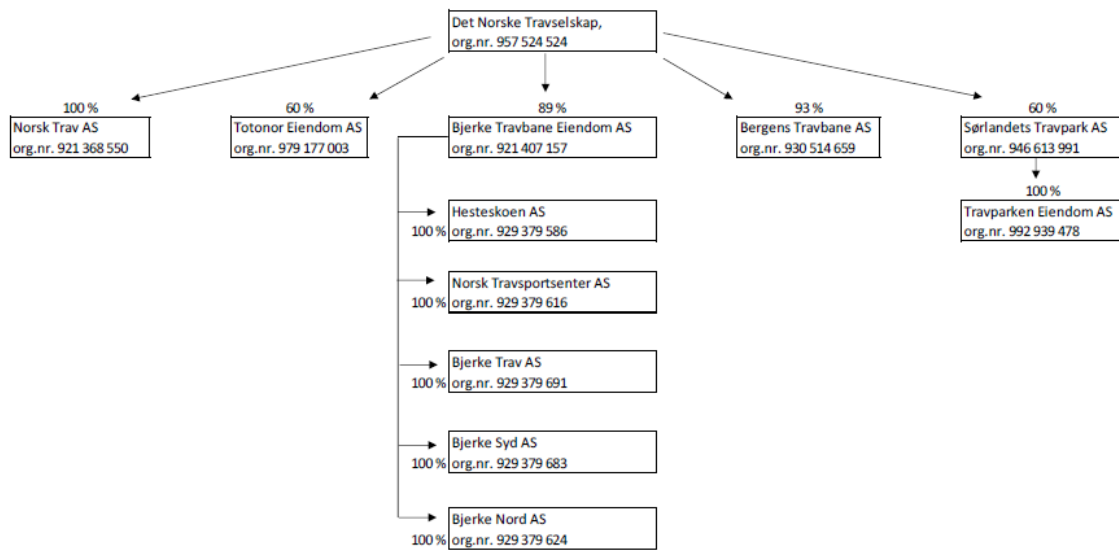 Det Norske Travselskap,
org.nr. 957 524 524
100 %
60 %
89 %
93 %
60 %
Norsk Trav AS
org.nr. 921 368 550
Totonor Eiendom AS
org.nr. 979 177 003
Bjerke Travbane Eiendom AS
org.nr. 921 407 157
Bergens Travbane AS
org.nr. 930 514 659
Sørlandets Travpark AS
org.nr. 946 613 991
100 %
Travparken Eiendom AS
org.nr. 992 939 478
Hesteskoen AS
100 % org.nr. 929 379 586
Norsk Travsportsenter AS
100 % org.nr. 929 379 616
Bjerke Trav AS
100 % org.nr. 929 379 691
Bjerke Syd AS
100 % org.nr. 929 379 683
Bjerke Nord AS
100 % org.nr. 929 379 624